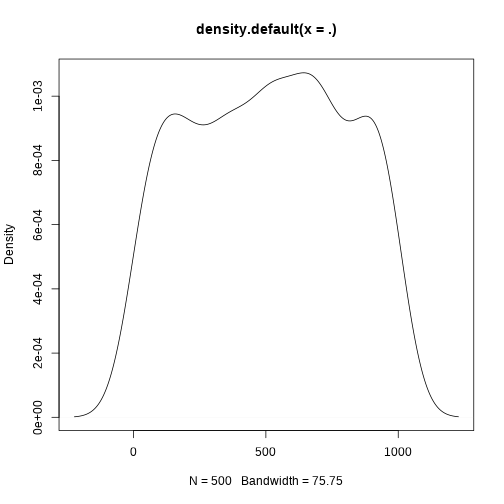 density.default(x = .)
Density
1e-03
8e-04
6e-04
4e-04
2e-04
0e+00
0 500 1000
N = 500 Bandwidth = 75.75